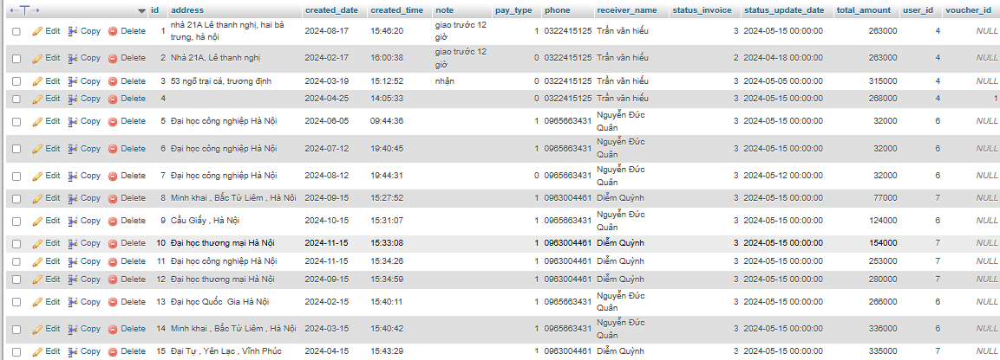 id address created_date created_time note pay_type phone receiver_name status_invoice status_update_date total_amount user_id voucher_id
Edit Copy Delete 1 nhà 21A Lê thanh nghị, hai bà trưng, hà nội 2024-08-17 15:46:20 giao trước 12 giờ 1 0322415125 Trần văn hiếu 3 2024-05-15 00:00:00 263000 4 NULL
Edit Copy Delete 2 Nhà 21A, Lê thanh nghị 2024-02-17 16:00:38 giao trước 12 giờ 0 0322415125 Trần văn hiếu 2 2024-04-18 00:00:00 263000 4 NULL
Edit Copy Delete 3 53 ngõ trại cá, trương định 2024-03-19 15:12:52 nhận 0 0322415125 Trần văn hiếu 3 2024-05-05 00:00:00 315000 4 NULL
Edit Copy Delete 4 2024-04-25 14:05:33 0 0322415125 Trần văn hiếu 3 2024-05-15 00:00:00 268000 4 1
Edit Copy Delete 5 Đại học công nghiệp Hà Nội 2024-06-05 09:44:36 1 0965663431 Nguyễn Đức Quân 3 2024-05-15 00:00:00 32000 6 NULL
Edit Copy Delete 6 Đại học công nghiệp Hà Nội 2024-07-12 19:40:45 1 0965663431 Nguyễn Đức Quân 3 2024-05-15 00:00:00 32000 6 NULL
Edit Copy Delete 7 Đại học công nghiệp Hà Nội 2024-08-12 19:44:31 0 0965663431 Nguyễn Đức Quân 3 2024-05-12 00:00:00 32000 6 NULL
Edit Copy Delete 8 Minh khai , Bắc Từ Liêm , Hà Nội 2024-09-15 15:27:52 1 0963004461 Diễm Quỳnh 3 2024-05-15 00:00:00 77000 7 NULL
Edit Copy Delete 9 Cầu Giấy , Hà Nội 2024-10-15 15:31:07 1 0965663431 Nguyễn Đức Quân 3 2024-05-15 00:00:00 124000 6 NULL
Edit Copy Delete 10 Đại học thương mại Hà Nội 2024-11-15 15:33:08 1 0963004461 Diễm Quỳnh 3 2024-05-15 00:00:00 154000 7 NULL
Edit Copy Delete 11 Đại học công nghiệp Hà Nội 2024-11-15 15:34:26 1 0963004461 Diễm Quỳnh 3 2024-05-15 00:00:00 253000 7 NULL
Edit Copy Delete 12 Đại học thương mại Hà Nội 2024-09-15 15:34:59 1 0963004461 Diễm Quỳnh 3 2024-05-15 00:00:00 280000 7 NULL
Edit Copy Delete 13 Đại học Quốc Gia Hà Nội 2024-02-15 15:40:11 1 0965663431 Nguyễn Đức Quân 3 2024-05-15 00:00:00 266000 6 NULL
Edit Copy Delete 14 Minh khai , Bắc Từ Liêm , Hà Nội 2024-03-15 15:40:42 1 0965663431 Nguyễn Đức Quân 3 2024-05-15 00:00:00 336000 6 NULL
Edit Copy Delete 15 Đại Tự , Yên Lạc , Vĩnh Phúc 2024-04-15 15:43:29 1 0963004461 Diễm Quỳnh 3 2024-05-15 00:00:00 335000 7 NULL